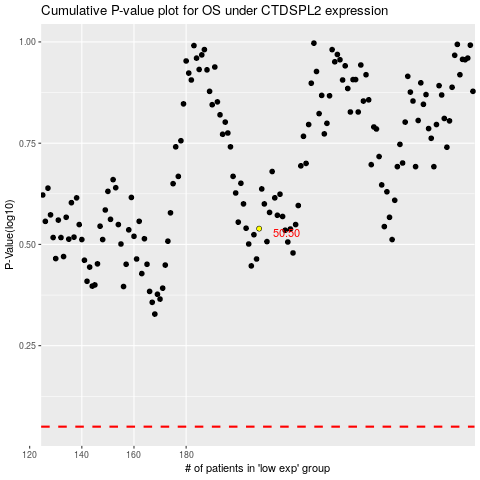 Cumulative P-value plot for OS under CTDSPL2 expression
P-Value(log10)
1.00
0.75
0.50
0.25
50:50
120 140 160 180
# of patients in 'low exp' group